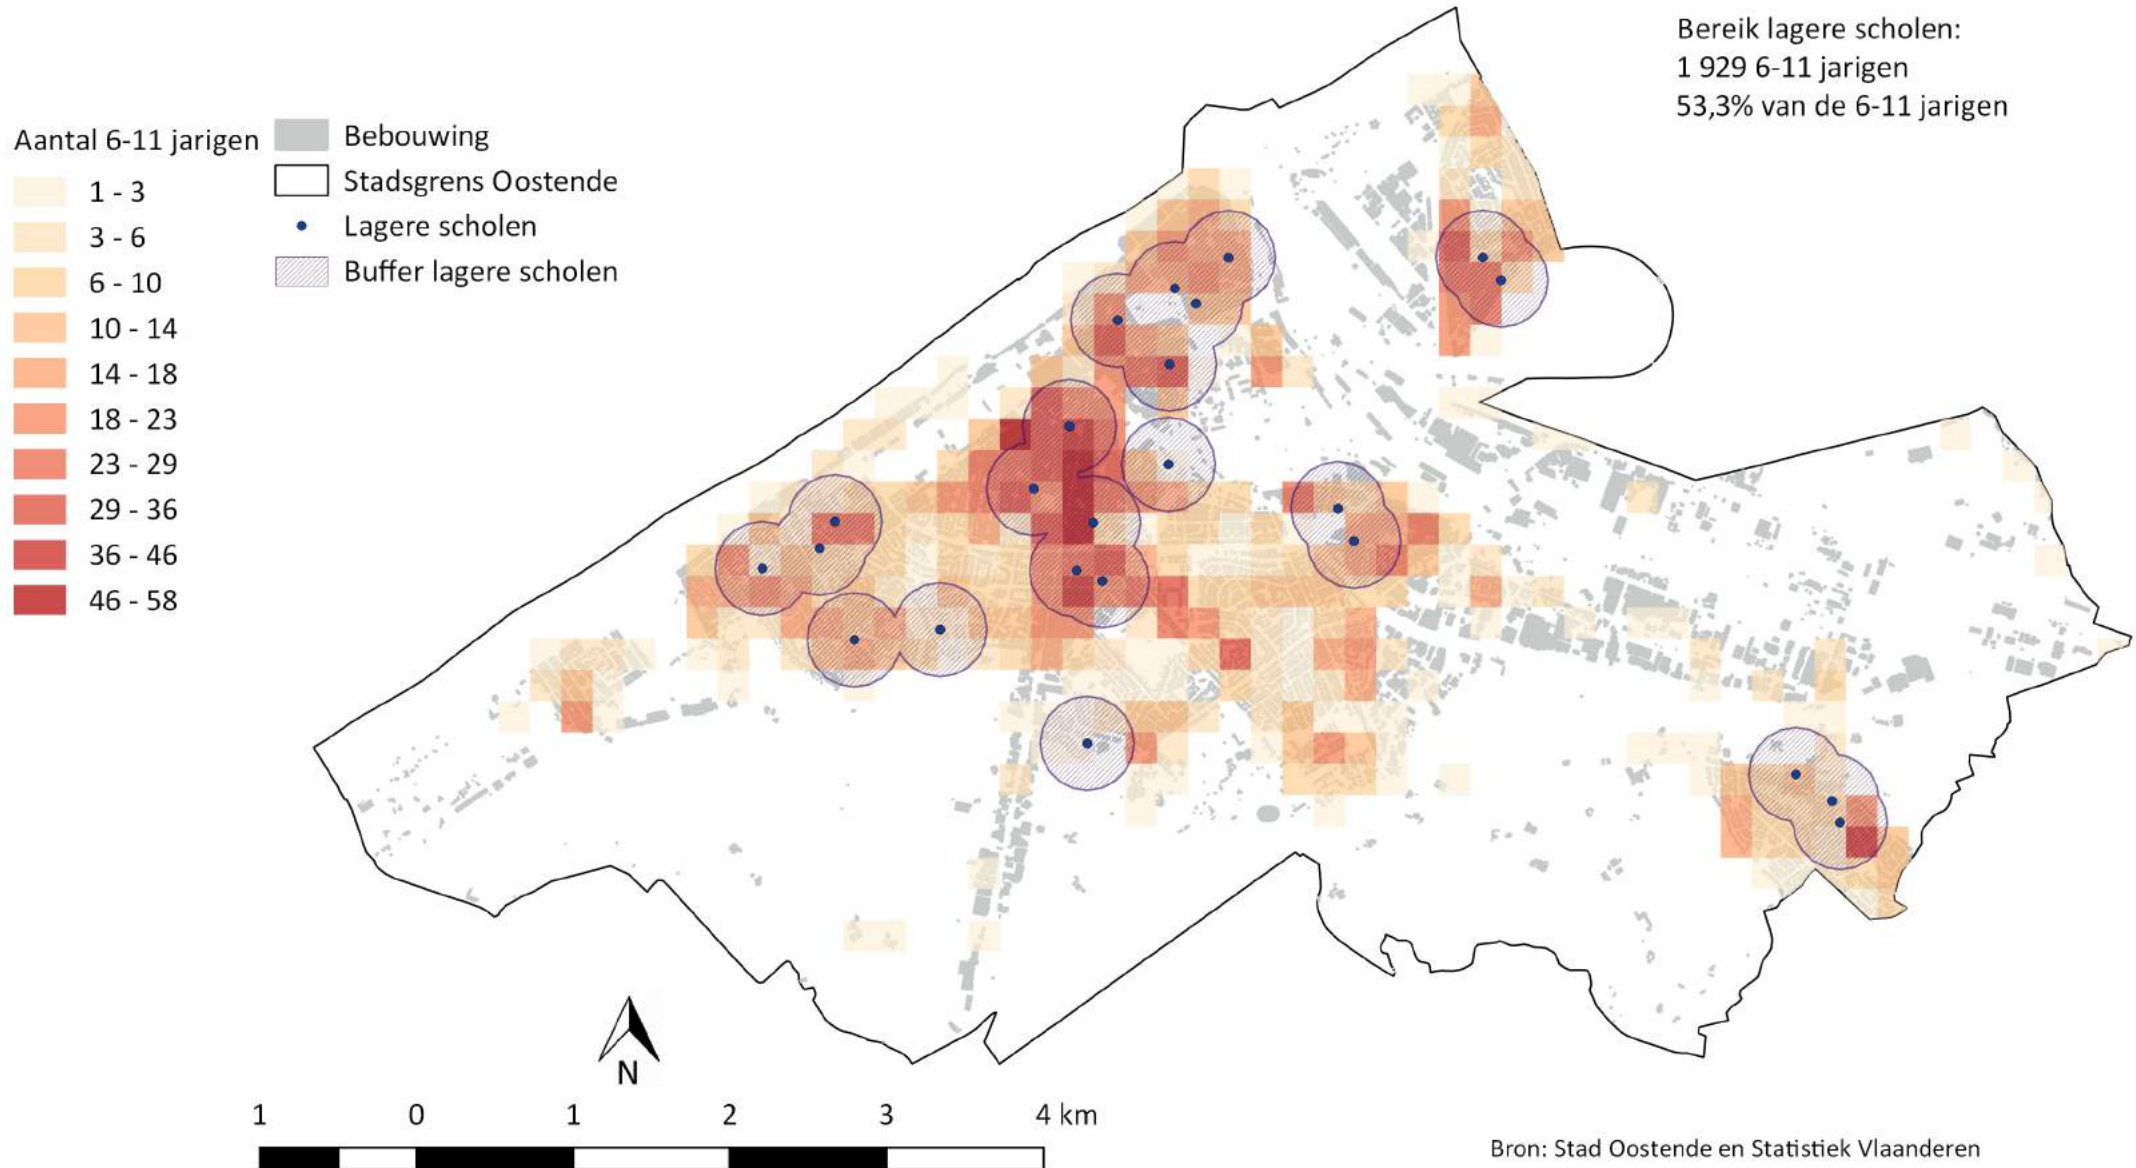 Bereik lagere scholen:
1 929 6-11 jarigen
53,3% van de 6-11 jarigen
Aantal 6-11 jarigen
1 - 3
3 - 6
6 - 10
10 - 14
14 - 18
18 - 23
23 - 29
29 - 36
36 - 46
46 - 58
Bebouwing
Stadsgrens Oostende
Lagere scholen
Buffer lagere scholen
N
1 0 1 2 3 4 km
Bron: Stad Oostende en Statistiek Vlaanderen